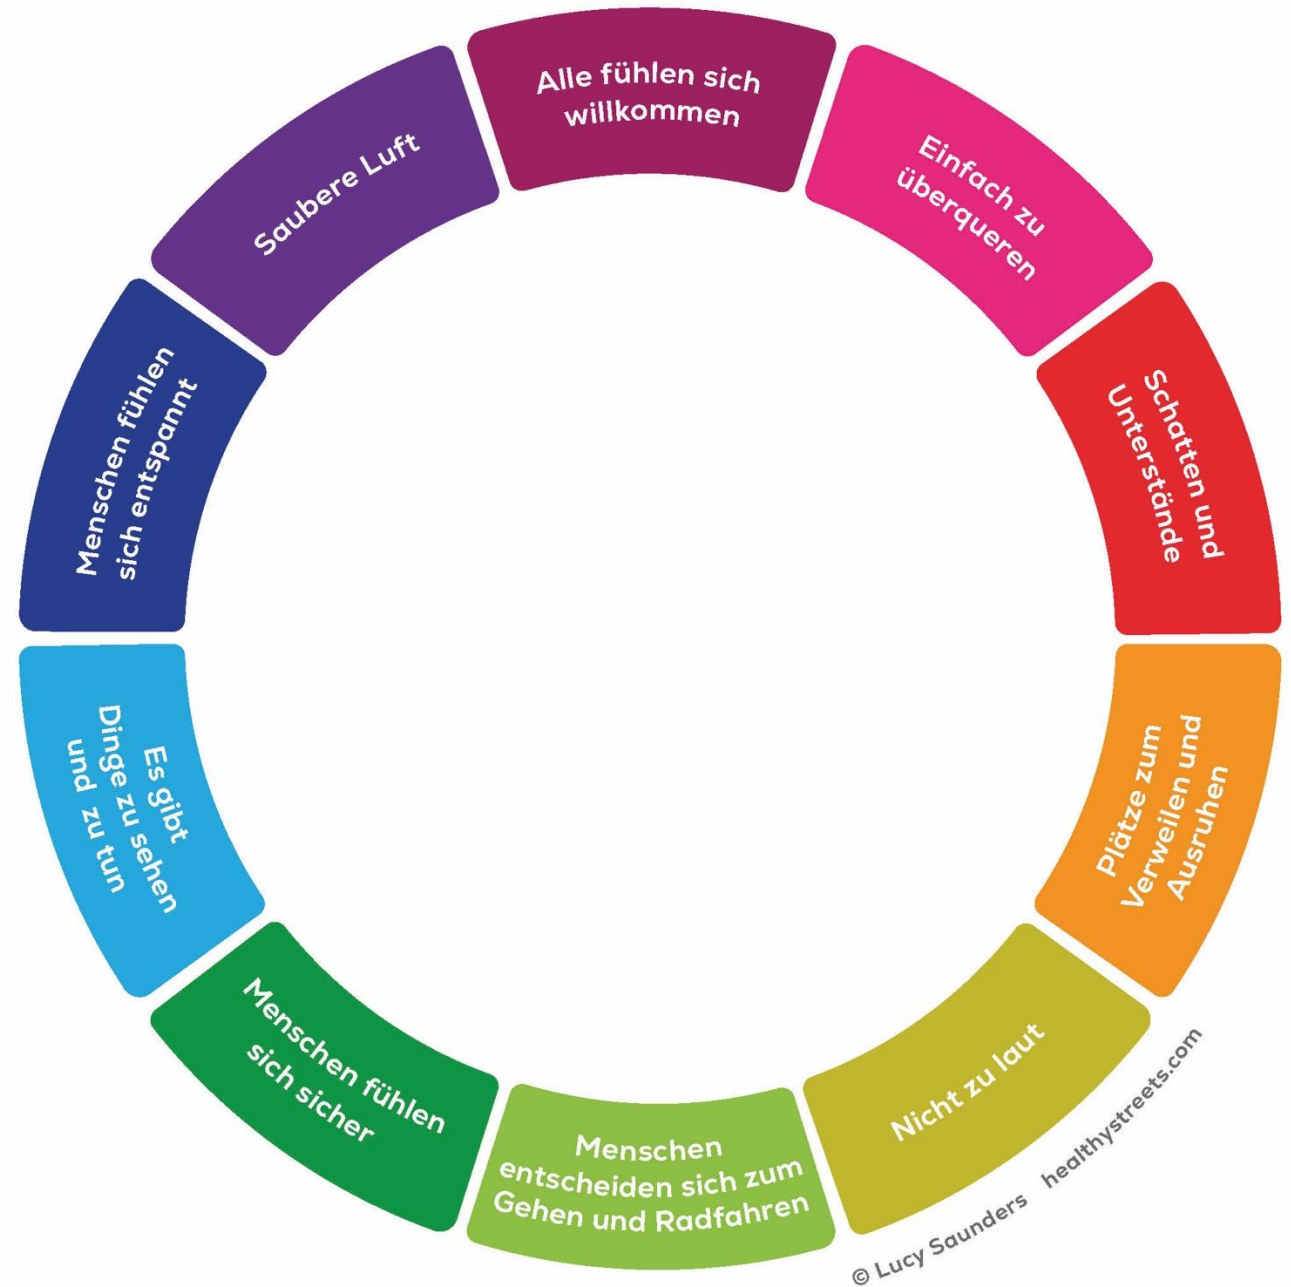 Alle fühlen sich
willkommen
Einfach zu
überqueren
Schatten und
Unterstände
Plätze zum
Verweilen und
Ausruhen
Nicht zu laut
Menschen
entscheiden sich zum
Gehen und Radfahren
Menschen fühlen
sich sicher
Es gibt
Dinge zu sehen
und zu tun
Menschen fühlen
sich entspannt
Saubere Luft
© Lucy Saunders healthystreets.com